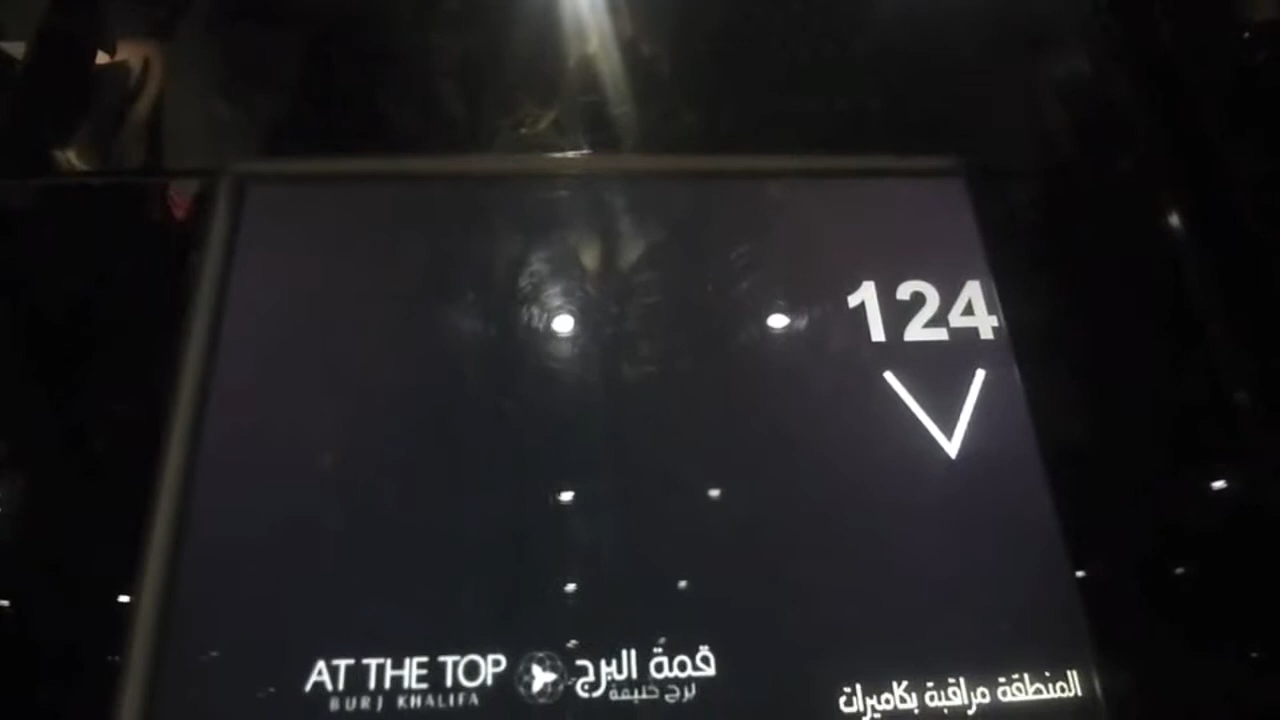 124
AT THE TOP
BURJ KHALIFA
قمة البرج
برج خليفة
المنطقة مراقبة بكاميرات